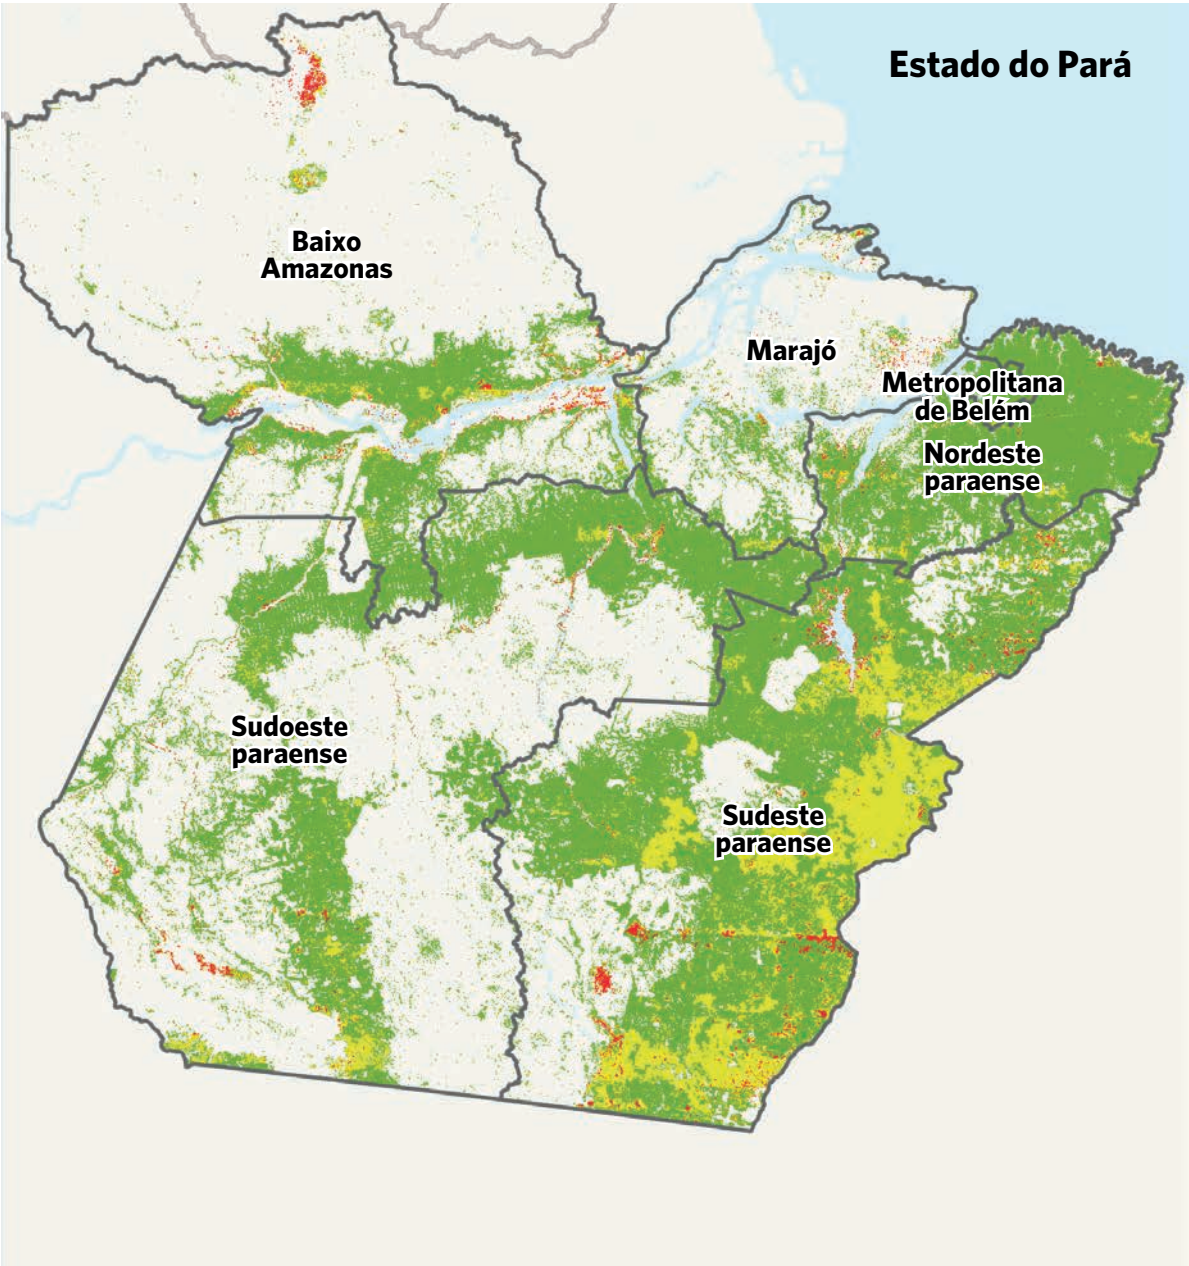 Estado do Pará
Baixo
Amazonas
Marajó
Metropolitana
de Belém
Nordeste
paraense
Sudoeste
paraense
Sudeste
paraense